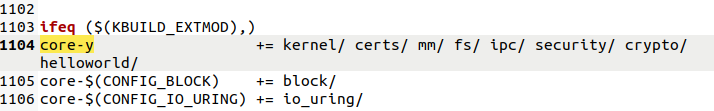 1102
1103 ifeq ($(KBUILD_EXTMOD),)
1104 core-y += kernel/ certs/ mm/ fs/ ipc/ security/ crypto/
helloworld/
1105 core-$(CONFIG_BLOCK) += block/
1106 core-$(CONFIG_IO_URING) += io_uring/